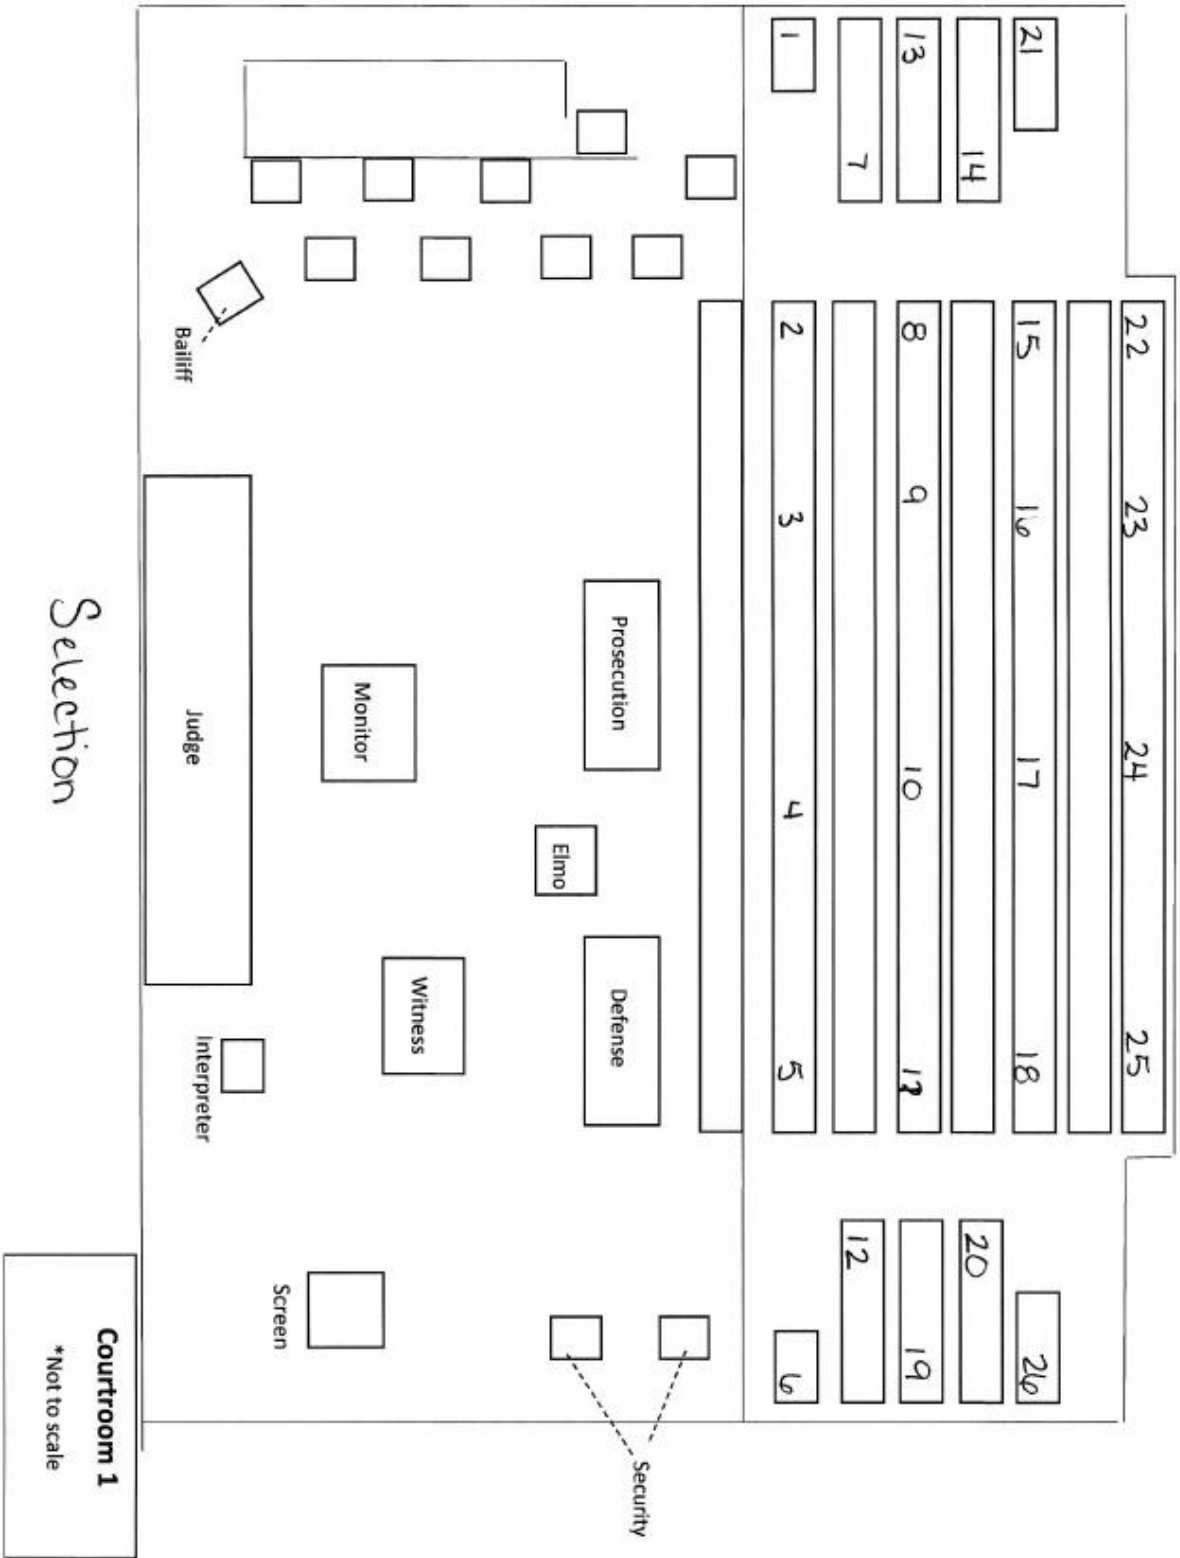 22 23 24 25
21 15 16 17 18 26
14 20
13 8 9 10 19
7 12
1 2 3 4 5 6
Security
Prosecution Defense
Elmo
Witness
Monitor
Screen
Interpreter
Judge
Bailiff
Courtroom 1
Selection
*Not to scale